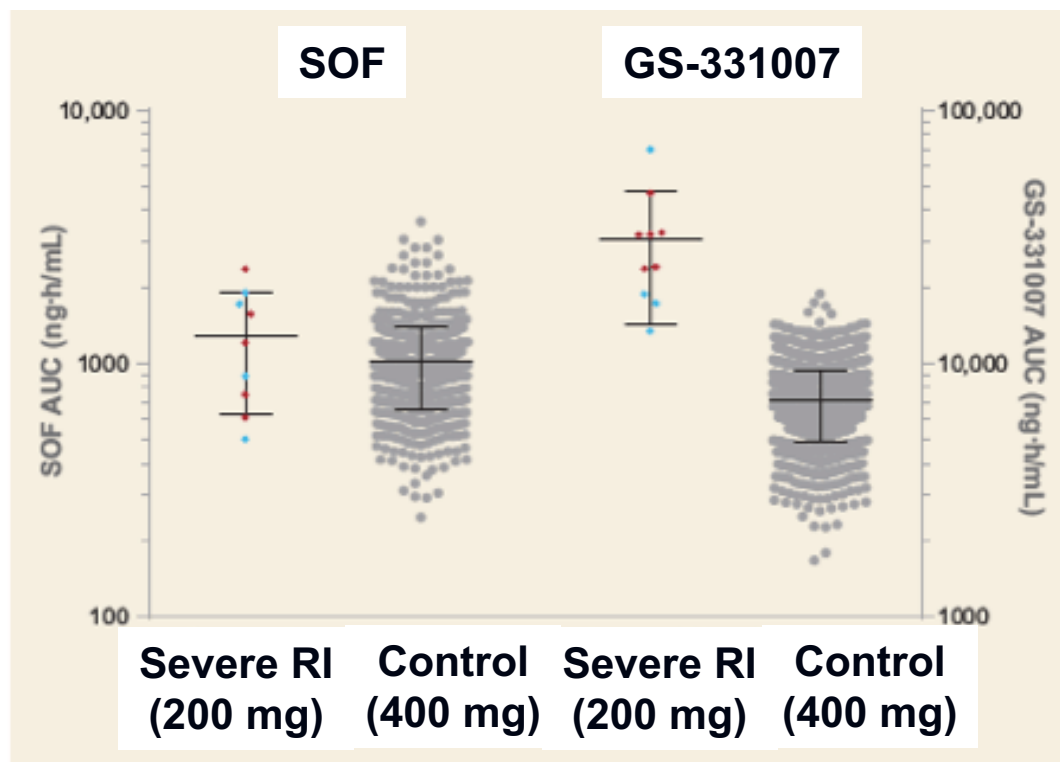 SOF
GS-331007
10,000
1000
100
SOF AUC (ng·h/mL)
100,000
10,000
1000
GS-331007 AUC (ng·h/mL)
Severe RI
(200 mg)
Control
(400 mg)
Severe RI
(200 mg)
Control
(400 mg)